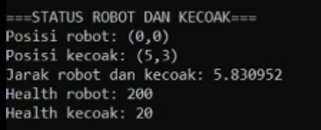 ===STATUS ROBOT DAN KECOAK===
Posisi robot: (0,0)
Posisi kecoak: (5,3)
Jarak robot dan kecoak: 5.830952
Health robot: 200
Health kecoak: 20